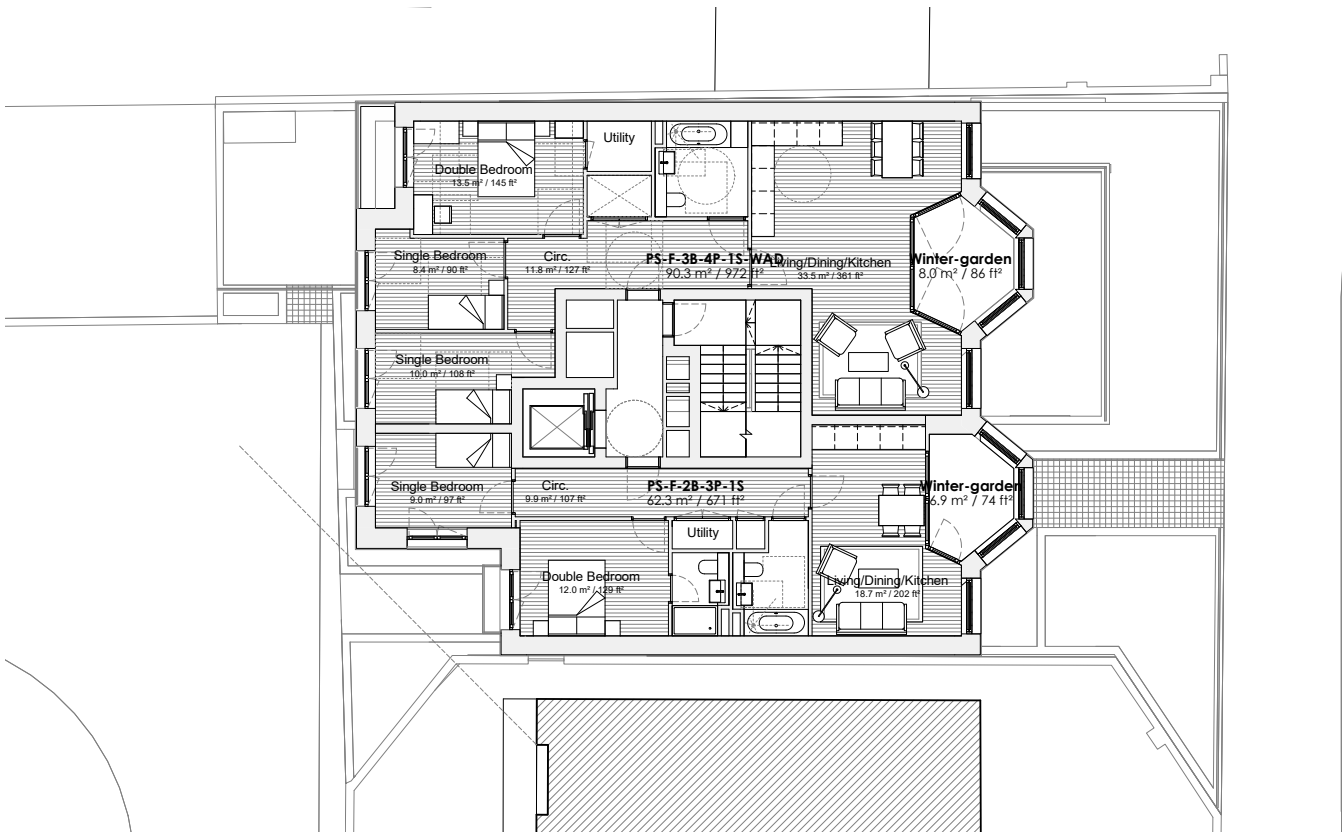 Utility
Double Bedroom
13.5 m² / 145 ft²
Single Bedroom
8.4 m² / 90 ft²
Circ.
11.8 m² / 127 ft²
PS-F-3B-4P-1S-WAD
90.3 m² / 972 ft²
Living/Dining/Kitchen
33.5 m² / 361 ft²
Winter-garden
8.0 m² / 86 ft²
Single Bedroom
10.0 m² / 108 ft²
Single Bedroom
9.0 m² / 97 ft²
Circ.
9.9 m² / 107 ft²
PS-F-2B-3P-1S
62.3 m² / 671 ft²
Winter-garden
6.9 m² / 74 ft²
Utility
Double Bedroom
12.0 m² / 129 ft²
Living/Dining/Kitchen
18.7 m² / 202 ft²